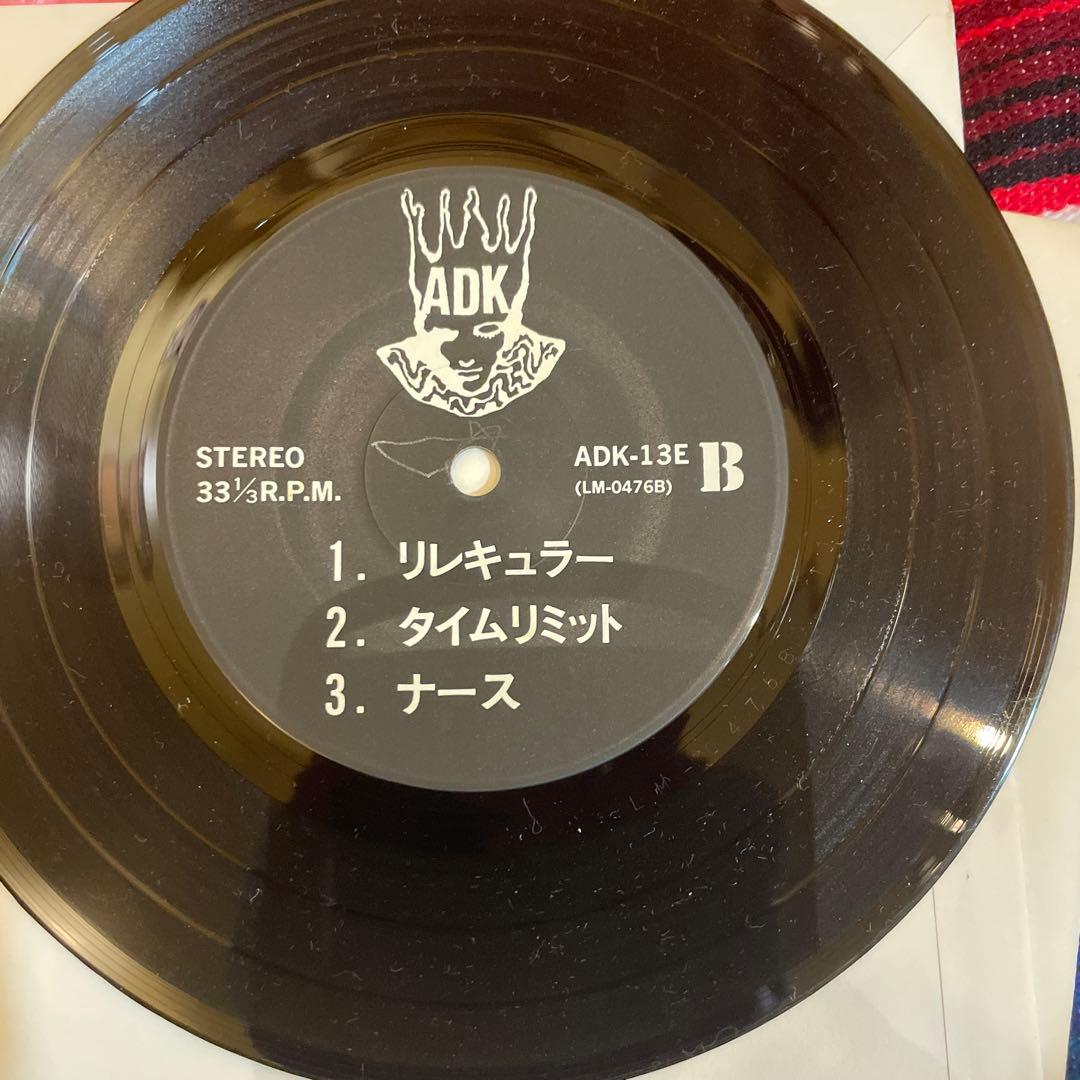 ADK
STEREO
33⅓R.P.M.
ADK-13E B
(LM-0476B)
1. リレキュラー
2. タイムリミット
3. ナース